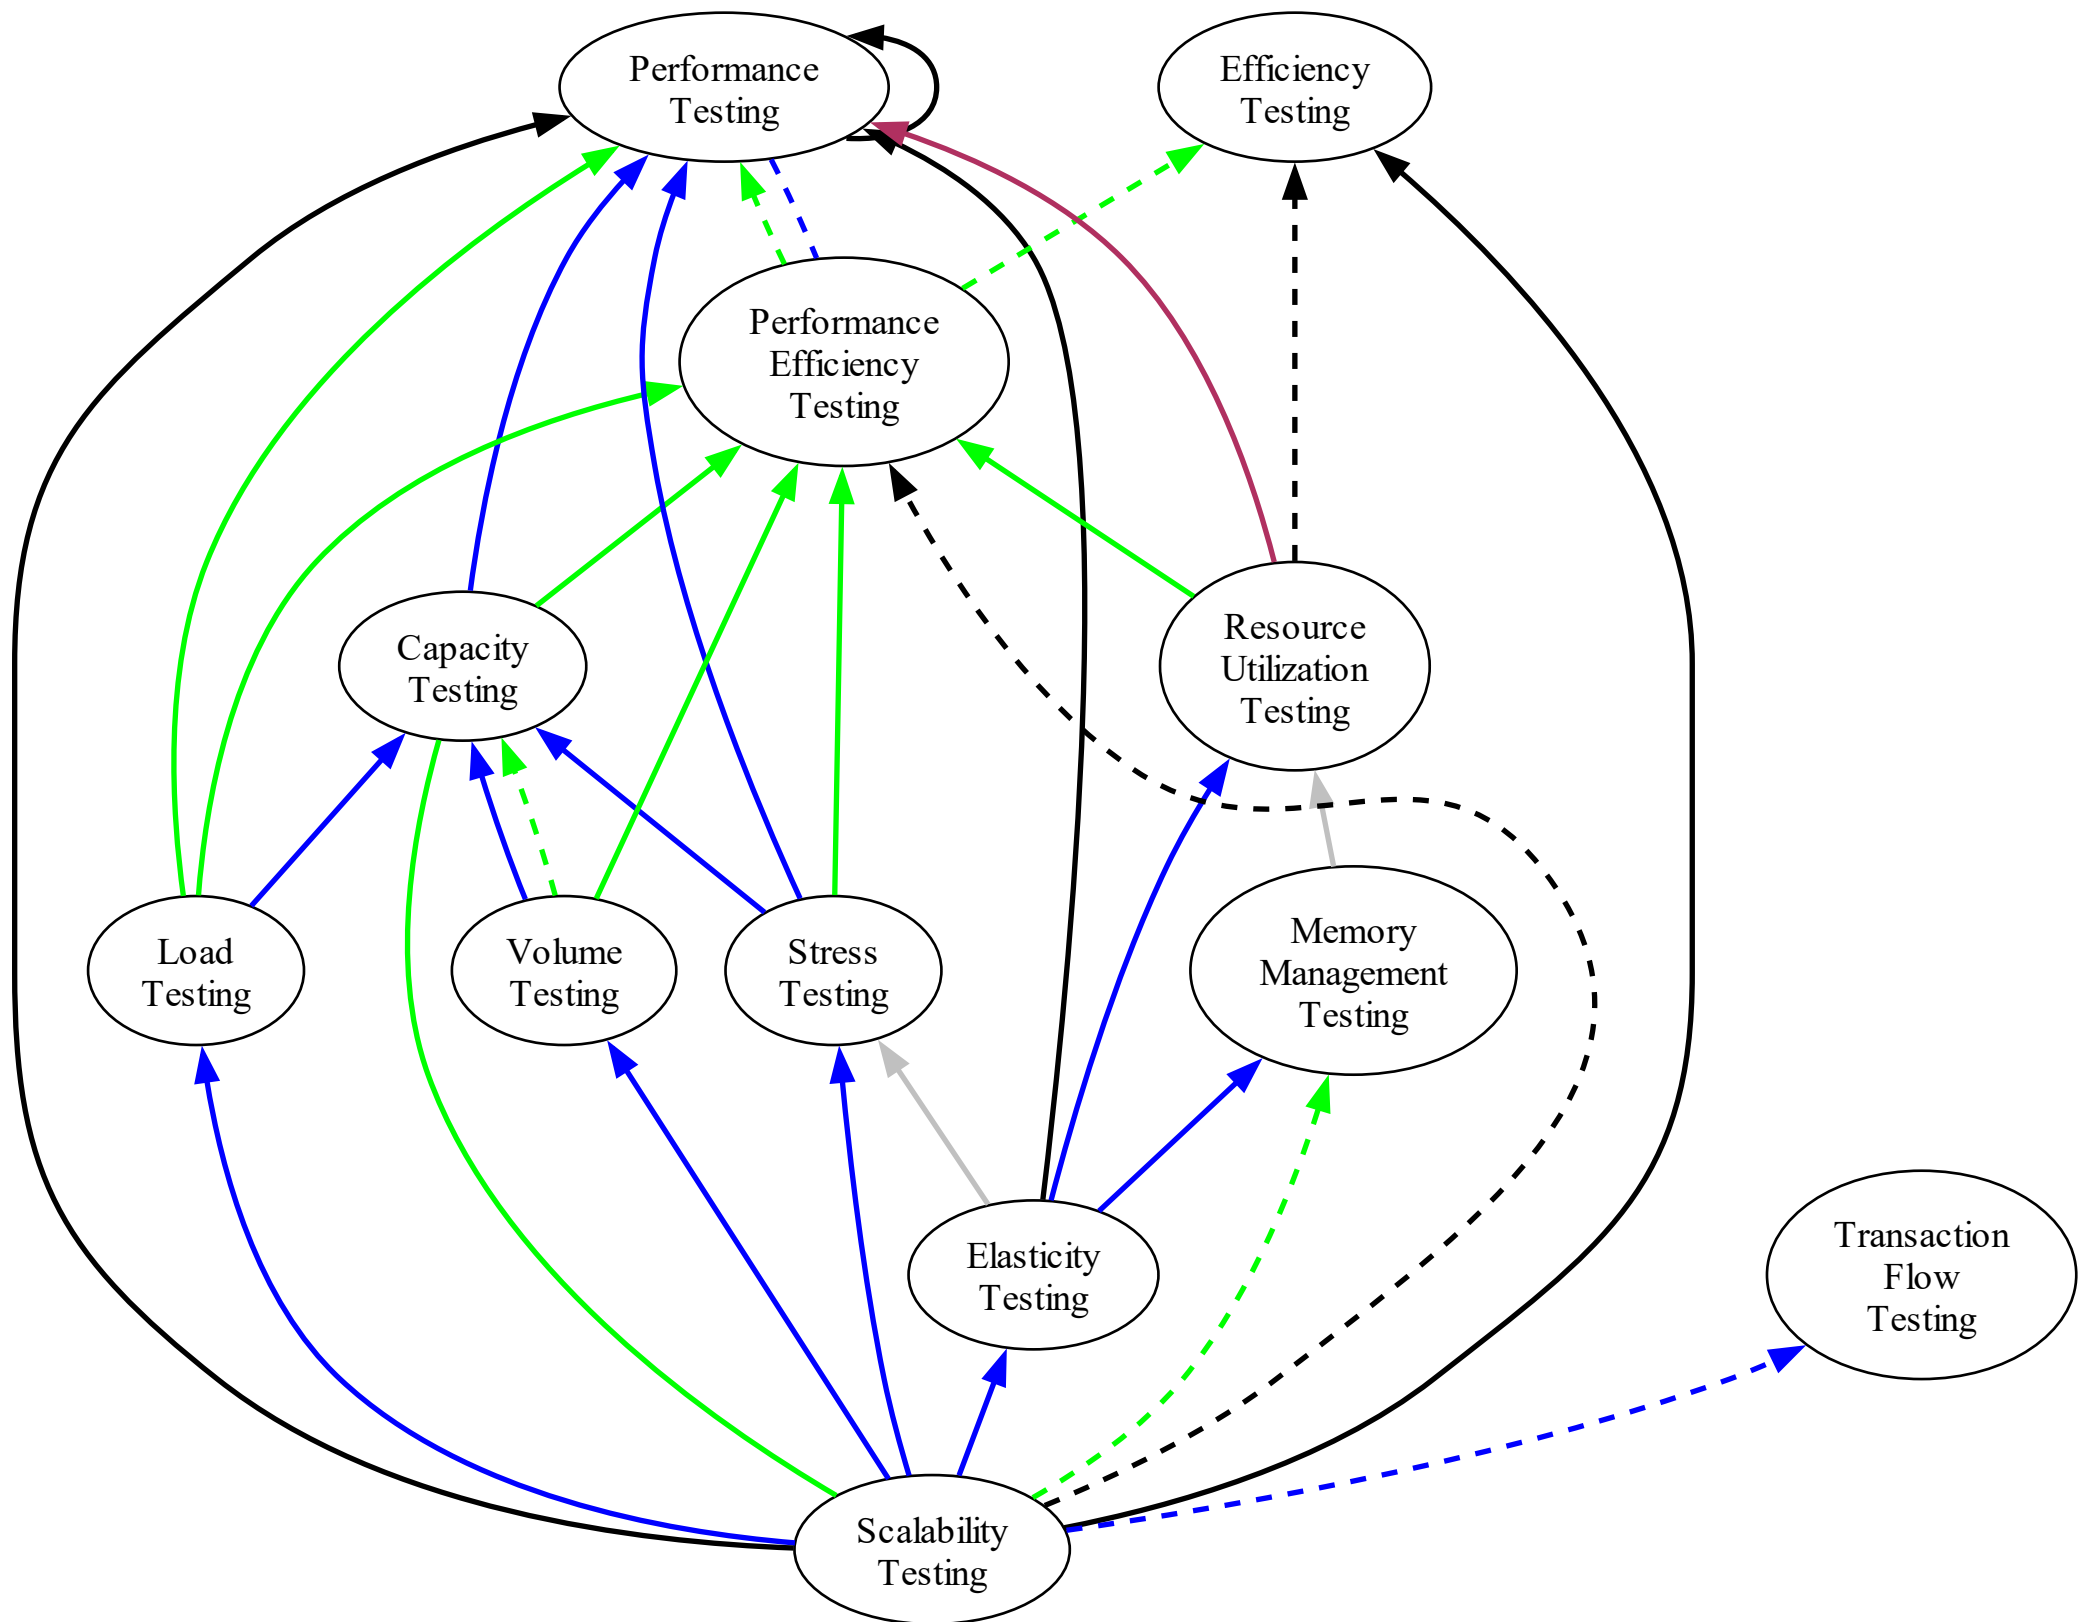 Performance
Testing
Efficiency
Testing
Performance
Efficiency
Testing
Capacity
Testing
Resource
Utilization
Testing
Load
Testing
Volume
Testing
Stress
Testing
Memory
Management
Testing
Elasticity
Testing
Transaction
Flow
Testing
Scalability
Testing